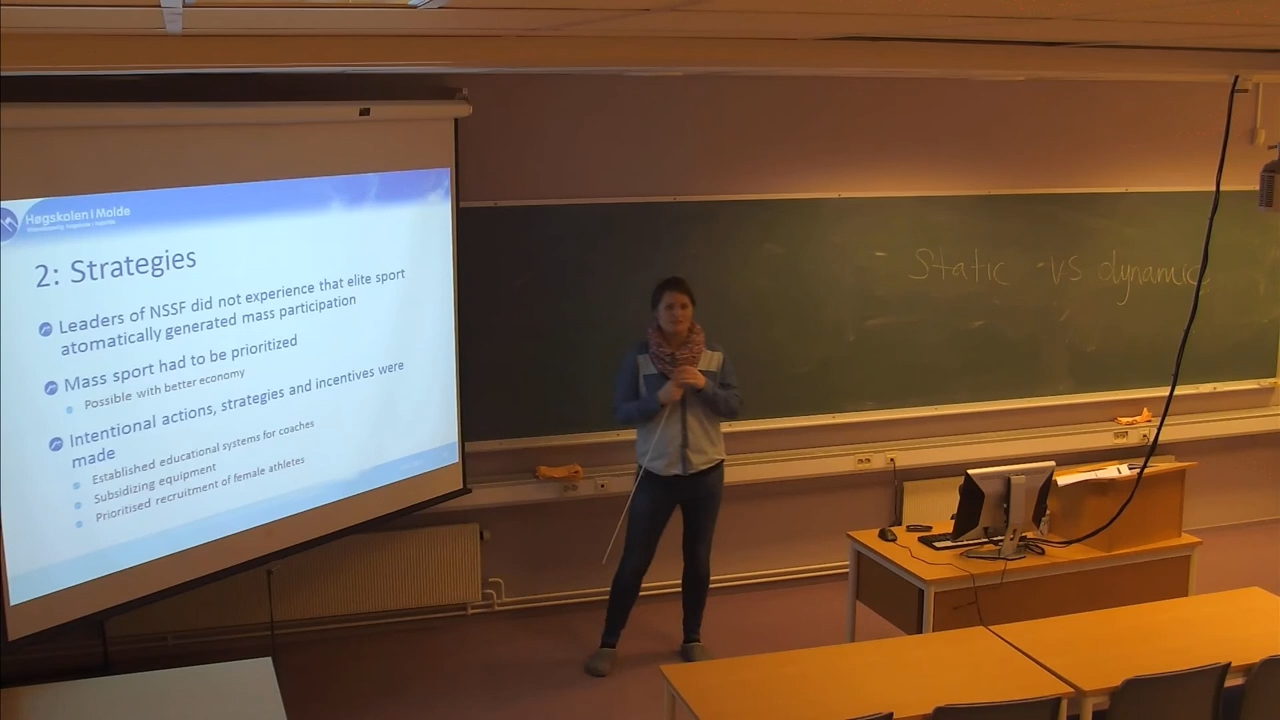 Høgskolen i Molde
2: Strategies
Leaders of NSSF did not experience that elite sport
atomatically generated mass participation
Mass sport had to be prioritized
Possible with better economy
Intentional actions, strategies and incentives were
made
Established educational systems for coaches
Subsidizing equipment
Prioritised recruitment of female athletes
Static -vs dynamic